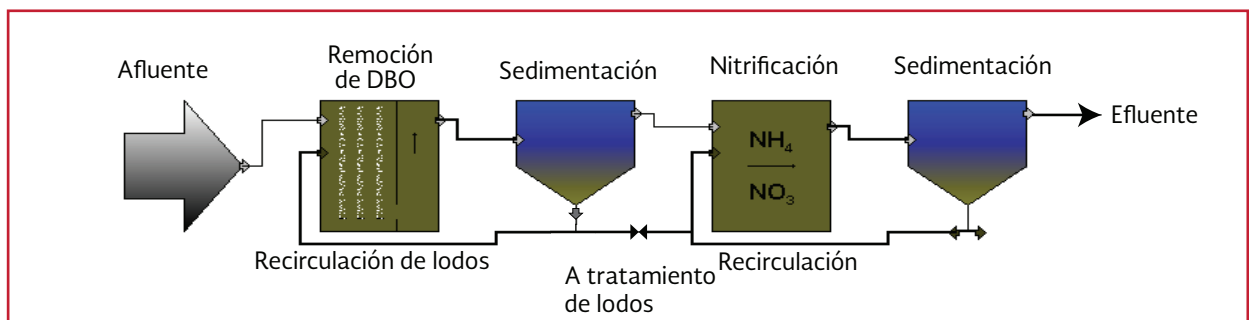 Afluente
Remoción
de DBO
Sedimentación
Nitrificación
Sedimentación
Efluente
NH4
NO3
Recirculación de lodos
A tratamiento
de lodos
Recirculación